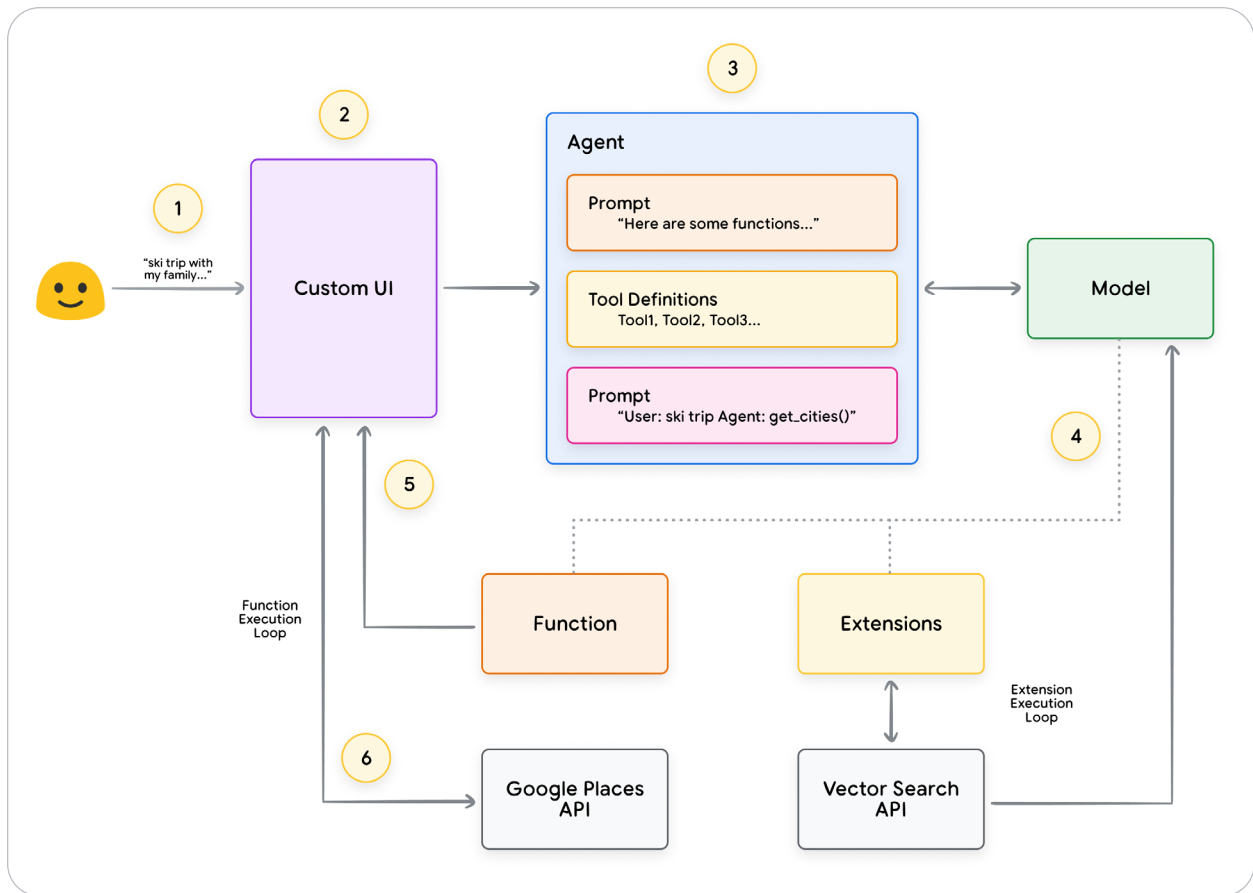 3
2
Agent
1
Prompt
“Here are some functions...”
“ski trip with
my family...”
Custom UI
Tool Definitions
Tool1, Tool2, Tool3...
Model
Prompt
“User: ski trip Agent: get_cities()”
4
5
Function
Execution
Loop
Function
Extensions
Extension
Execution
Loop
6
Google Places
API
Vector Search
API